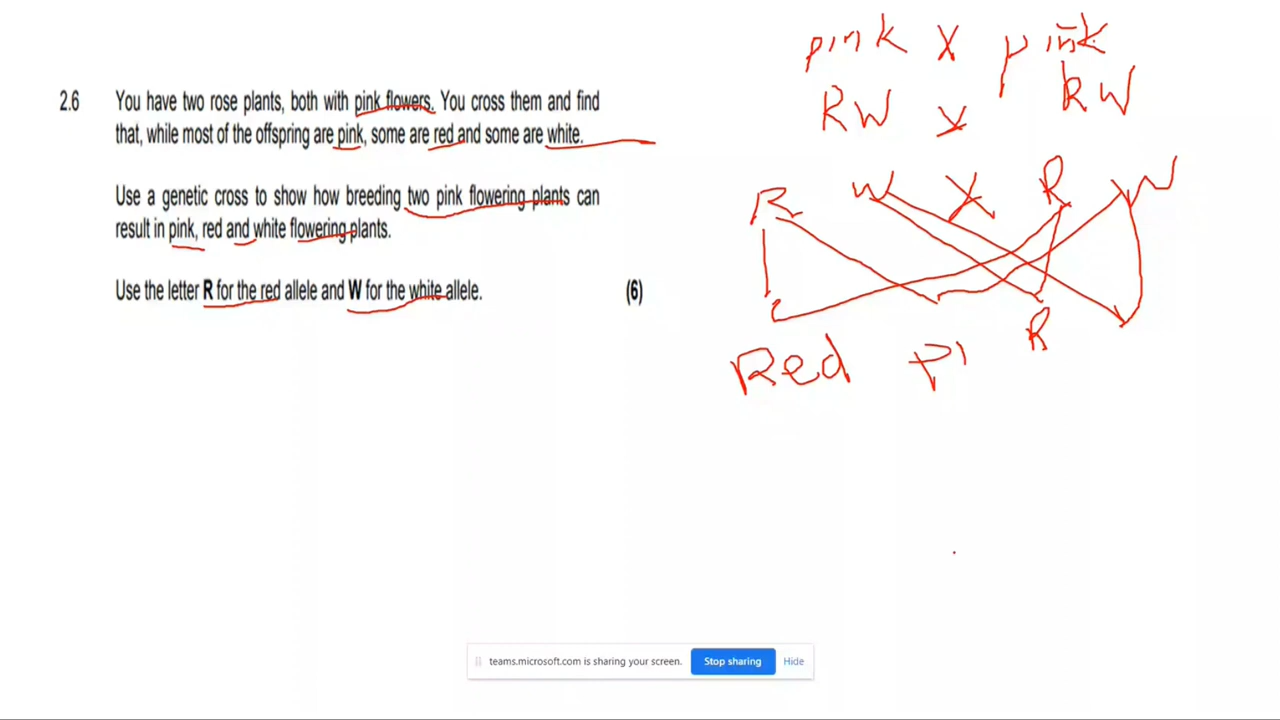 2.6 You have two rose plants, both with pink flowers. You cross them and find
that, while most of the offspring are pink, some are red and some are white.
Use a genetic cross to show how breeding two pink flowering plants can
result in pink, red and white flowering plants.
Use the letter R for the red allele and W for the white allele. (6)
pink X pink
RW X RW
R W X R W
R
Red Pi
teams.microsoft.com is sharing your screen. Stop sharing Hide